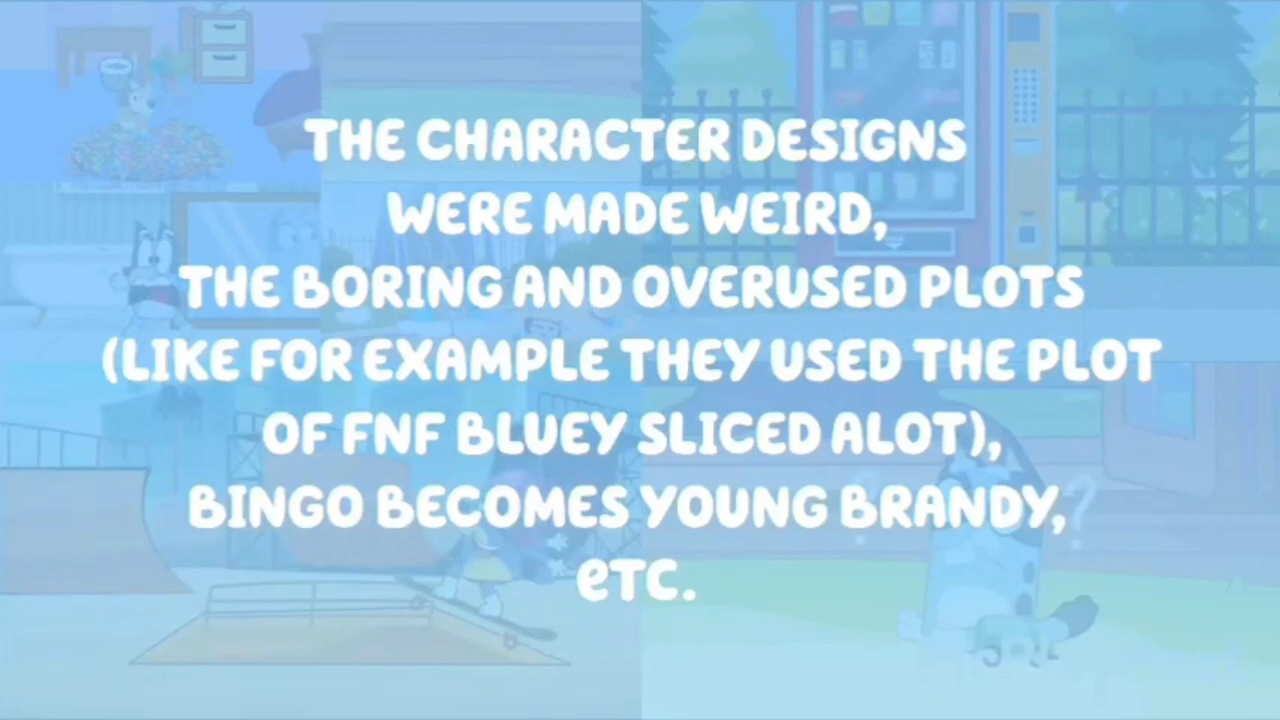 THE CHARACTER DESIGNS
WERE MADE WEIRD,
THE BORING AND OVERUSED PLOTS
(LIKE FOR EXAMPLE THEY USED THE PLOT
OF FNF BLUEY SLICED ALOT),
BINGO BECOMES YOUNG BRANDY,
eTC.
? ?